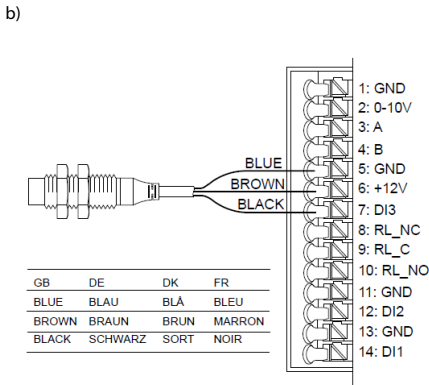 b)
1: GND
2: 0-10V
3: A
4: B
BLUE 5: GND
BROWN 6: +12V
BLACK 7: DI3
8: RL_NC
9: RL_C
10: RL_NO
11: GND
12: DI2
13: GND
14: DI1
GB DE DK FR
BLUE BLAU BLÅ BLEU
BROWN BRAUN BRUN MARRON
BLACK SCHWARZ SORT NOIR